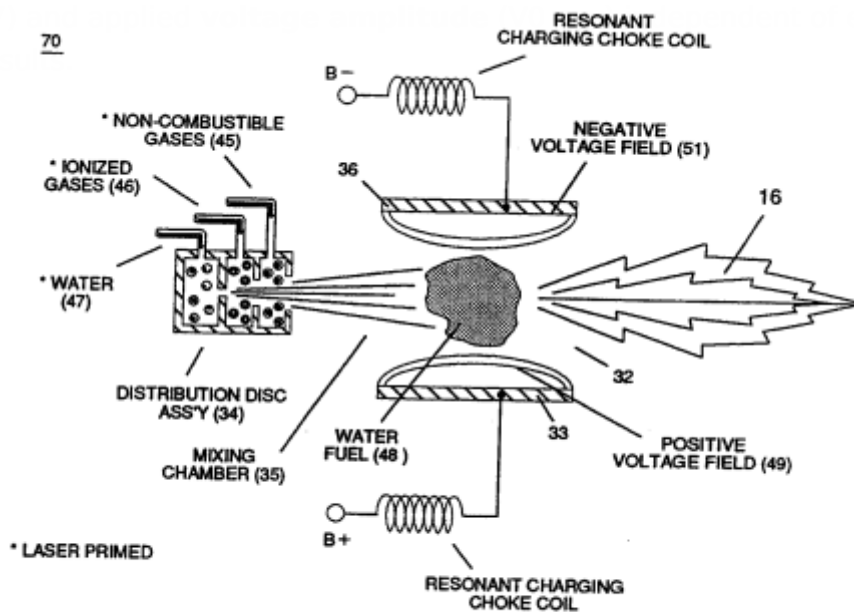 70
RESONANT
CHARGING CHOKE COIL
B−
* NON-COMBUSTIBLE
GASES (45)
* IONIZED
GASES (46)
36
NEGATIVE
VOLTAGE FIELD (51)
16
* WATER
(47)
DISTRIBUTION DISC
ASS'Y (34)
MIXING
CHAMBER (35)
WATER
FUEL (48 )
33
32
POSITIVE
VOLTAGE FIELD (49)
B+
* LASER PRIMED
RESONANT CHARGING
CHOKE COIL